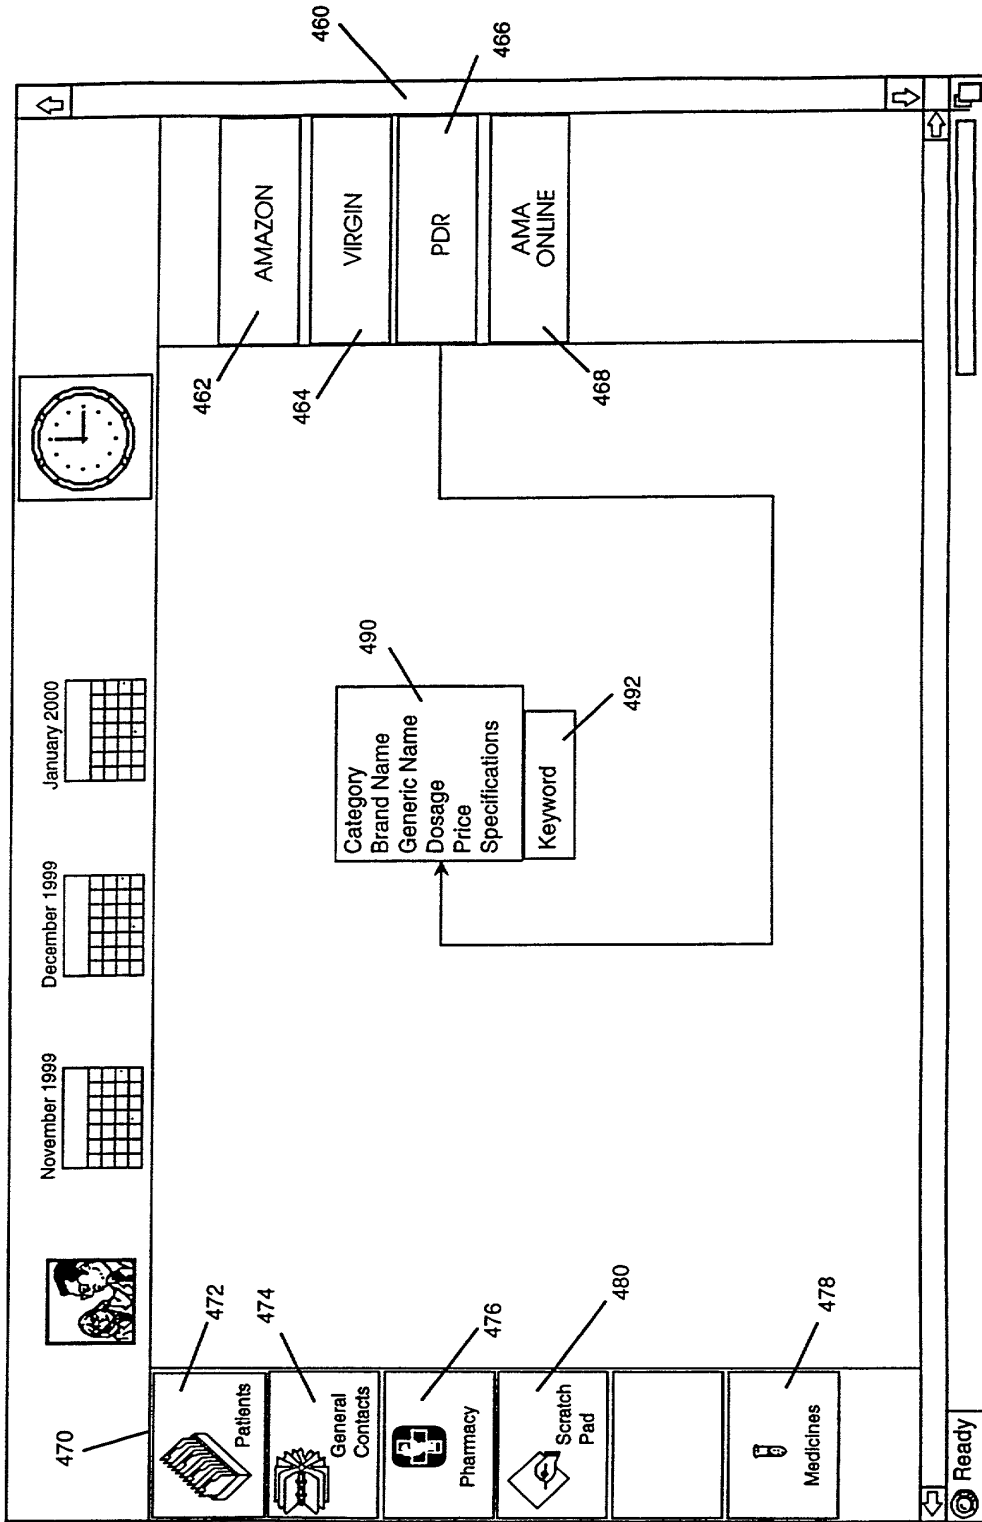 November 1999
December 1999
January 2000
470
Patients
472
General
Contacts
474
Pharmacy
476
Scratch
Pad
480
Medicines
478
Category
Brand Name
Generic Name
Dosage
Price
Specifications
490
Keyword
492
AMAZON
462
VIRGIN
464
PDR
466
AMA
ONLINE
468
460
Ready